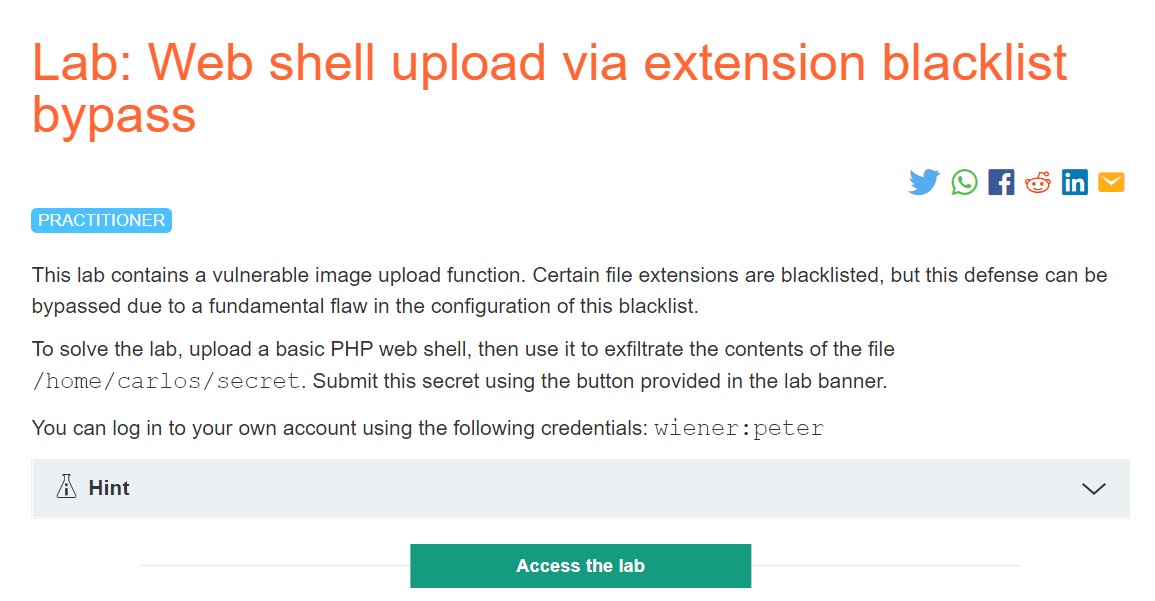 Lab: Web shell upload via extension blacklist
bypass
PRACTITIONER
This lab contains a vulnerable image upload function. Certain file extensions are blacklisted, but this defense can be
bypassed due to a fundamental flaw in the configuration of this blacklist.
To solve the lab, upload a basic PHP web shell, then use it to exfiltrate the contents of the file
/home/carlos/secret. Submit this secret using the button provided in the lab banner.
You can log in to your own account using the following credentials: wiener:peter
Hint
Access the lab